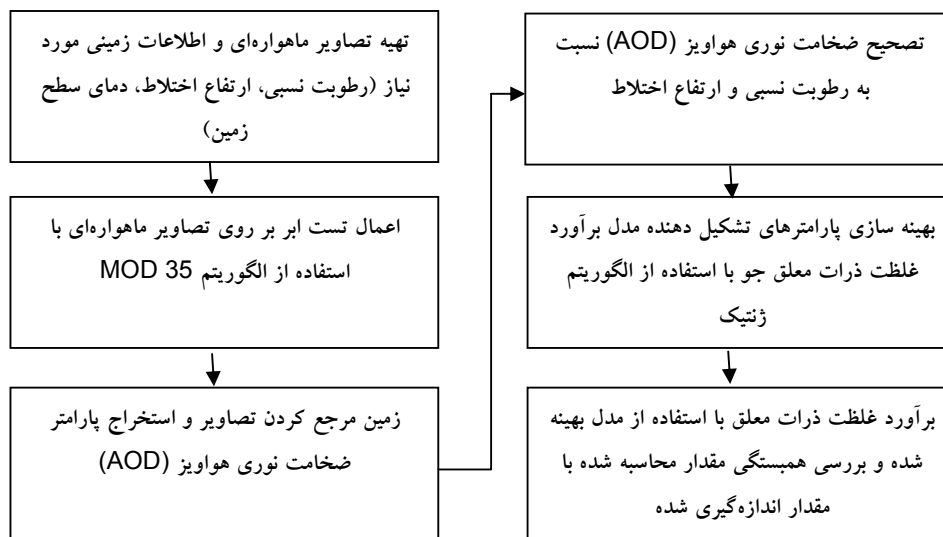 تهیه تصاویر ماهواره‌ای و اطلاعات زمینی مورد
نیاز (رطوبت نسبی، ارتفاع اختلاط، دمای سطح
زمین)
اعمال تست ابر بر روی تصاویر ماهواره‌ای با
استفاده از الگوریتم MOD 35
زمین مرجع کردن تصاویر و استخراج پارامتر
ضخامت نوری هواویز (AOD)
تصحیح ضخامت نوری هواویز (AOD) نسبت
به رطوبت نسبی و ارتفاع اختلاط
بهینه سازی پارامترهای تشکیل دهنده مدل برآورد
غلظت ذرات معلق جو با استفاده از الگوریتم
ژنتیک
برآورد غلظت ذرات معلق با استفاده از مدل بهینه
شده و بررسی همبستگی مقدار محاسبه شده با
مقدار اندازه‌گیری شده